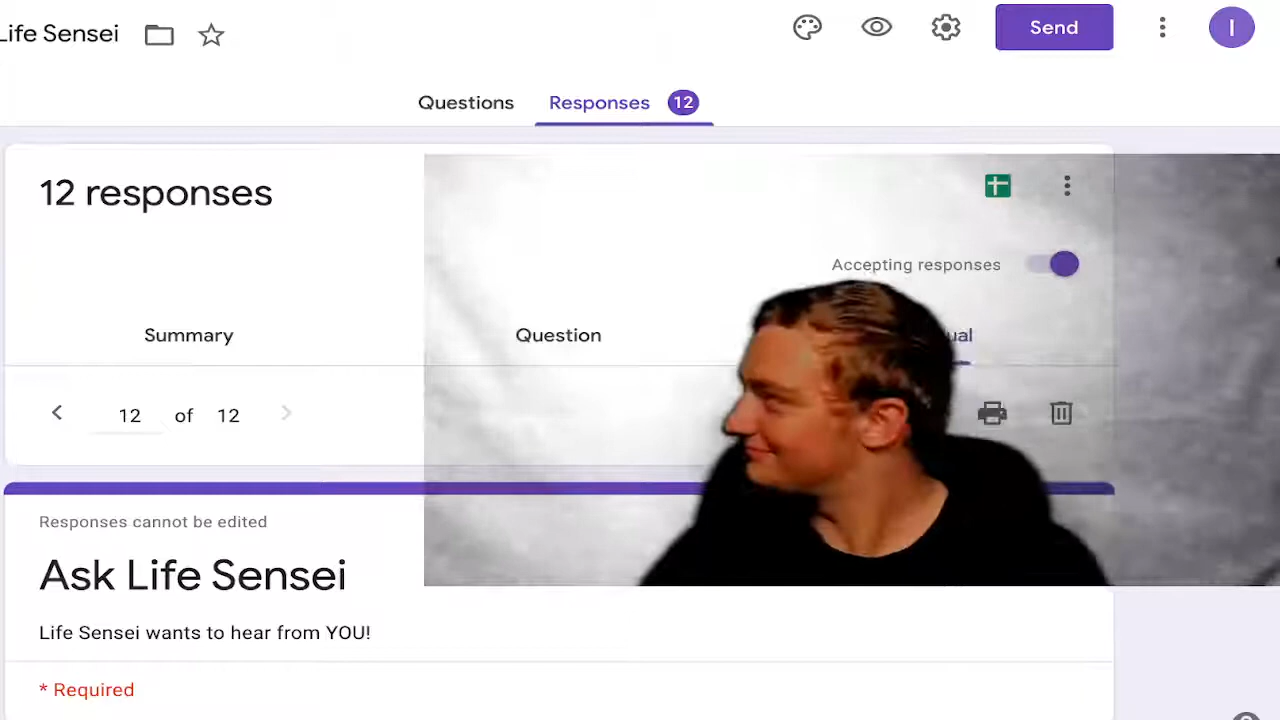 Life Sensei
Send
I
Questions
Responses 12
12 responses
Accepting responses
Summary
Question
ual
12 of 12
Responses cannot be edited
Ask Life Sensei
Life Sensei wants to hear from YOU!
* Required